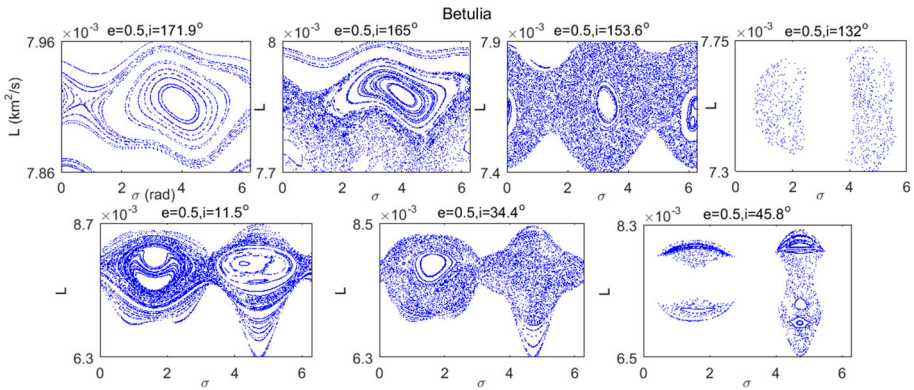 Betulia
×10⁻³ e=0.5,i=171.9°
7.96
L (km²/s)
7.86
0 2 4 6
σ (rad)
×10⁻³ e=0.5,i=165°
8
L
7.7
0 2 4 6
σ
×10⁻³ e=0.5,i=153.6°
7.9
L
7.4
0 2 4 6
σ
×10⁻³ e=0.5,i=132°
7.75
L
7.3
0 2 4 6
σ
×10⁻³ e=0.5,i=11.5°
8.7
L
6.3
0 2 4 6
σ
×10⁻³ e=0.5,i=34.4°
8.5
L
6.3
0 2 4 6
σ
×10⁻³ e=0.5,i=45.8°
8.3
L
6.5
0 2 4 6
σ